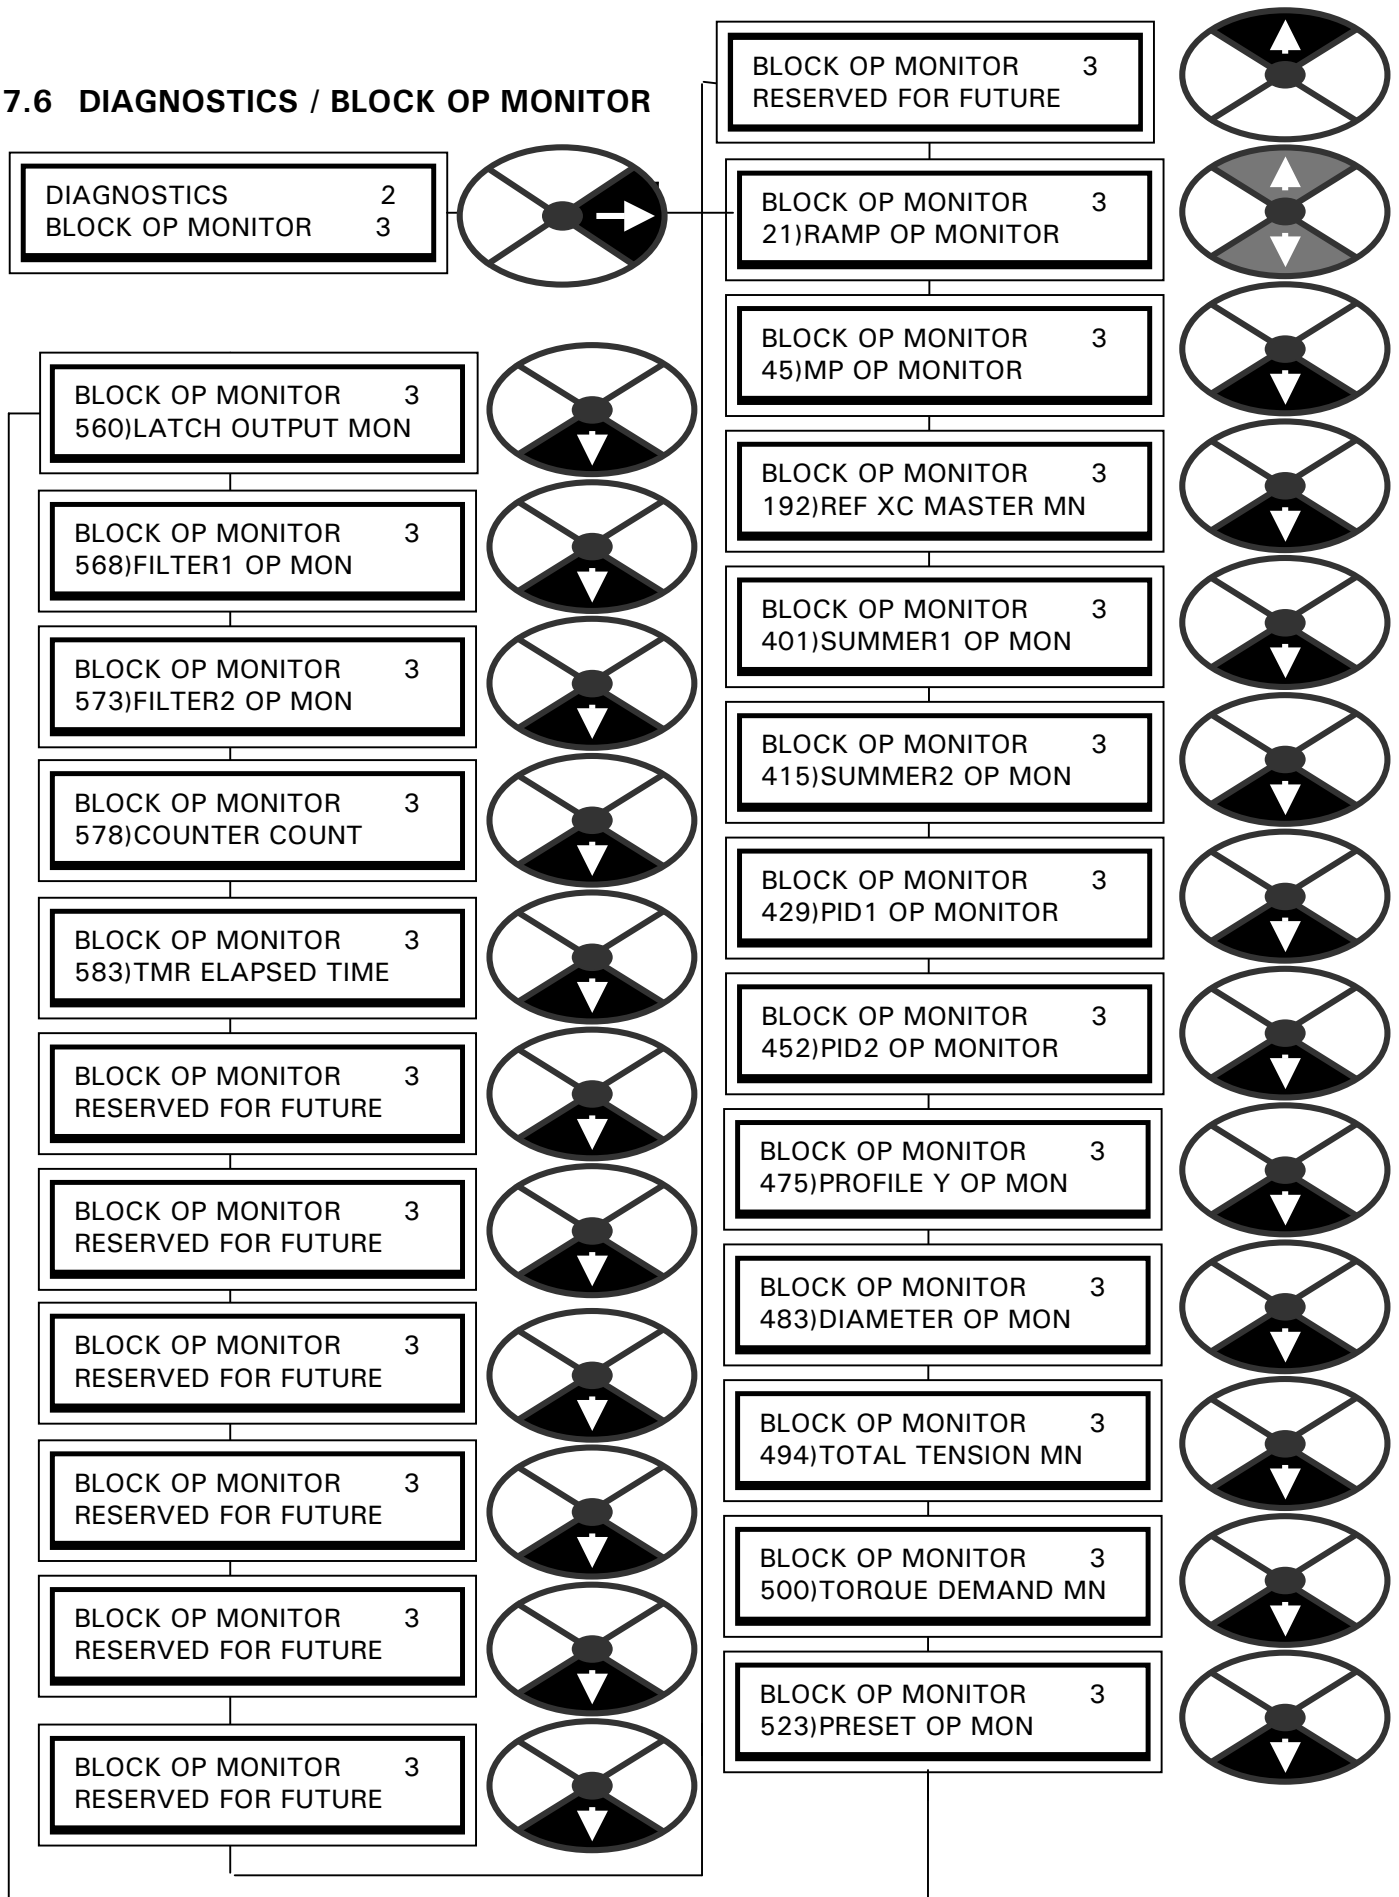 7.6 DIAGNOSTICS / BLOCK OP MONITOR
DIAGNOSTICS 2
BLOCK OP MONITOR 3
BLOCK OP MONITOR 3
560)LATCH OUTPUT MON
BLOCK OP MONITOR 3
568)FILTER1 OP MON
BLOCK OP MONITOR 3
573)FILTER2 OP MON
BLOCK OP MONITOR 3
578)COUNTER COUNT
BLOCK OP MONITOR 3
583)TMR ELAPSED TIME
BLOCK OP MONITOR 3
RESERVED FOR FUTURE
BLOCK OP MONITOR 3
RESERVED FOR FUTURE
BLOCK OP MONITOR 3
RESERVED FOR FUTURE
BLOCK OP MONITOR 3
RESERVED FOR FUTURE
BLOCK OP MONITOR 3
RESERVED FOR FUTURE
BLOCK OP MONITOR 3
RESERVED FOR FUTURE
BLOCK OP MONITOR 3
RESERVED FOR FUTURE
BLOCK OP MONITOR 3
21)RAMP OP MONITOR
BLOCK OP MONITOR 3
45)MP OP MONITOR
BLOCK OP MONITOR 3
192)REF XC MASTER MN
BLOCK OP MONITOR 3
401)SUMMER1 OP MON
BLOCK OP MONITOR 3
415)SUMMER2 OP MON
BLOCK OP MONITOR 3
429)PID1 OP MONITOR
BLOCK OP MONITOR 3
452)PID2 OP MONITOR
BLOCK OP MONITOR 3
475)PROFILE Y OP MON
BLOCK OP MONITOR 3
483)DIAMETER OP MON
BLOCK OP MONITOR 3
494)TOTAL TENSION MN
BLOCK OP MONITOR 3
500)TORQUE DEMAND MN
BLOCK OP MONITOR 3
523)PRESET OP MON